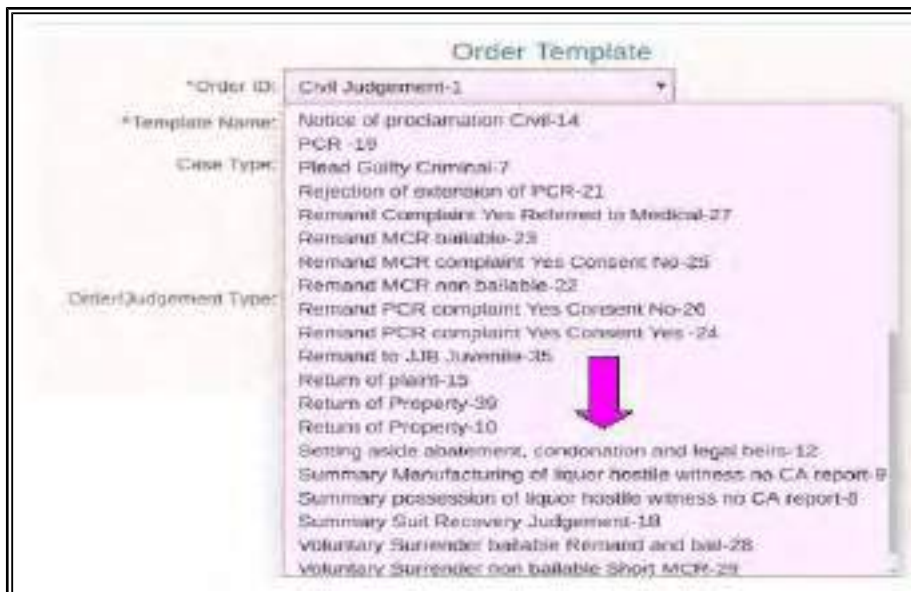 Order Template
*Order ID: Civil Judgement-1
*Template Name: Notice of proclamation Civil-14
PCR -19
Case Type: Plead Guilty Criminal-7
Rejection of extension of PCR-21
Remand Complaint Yes Referred to Medical-27
Remand MCR bailable-23
Remand MCR complaint Yes Consent No-25
Remand MCR non bailable-22
Order/Judgement Type: Remand PCR complaint Yes Consent No-26
Remand PCR complaint Yes Consent Yes -24
Remand to JJB Juvenile-35
Return of plaint-15
Return of Property-39
Return of Property-10
Setting aside abatement, condonation and legal heirs-12
Summary Manufacturing of liquor hostile witness no CA report-9
Summary possession of liquor hostile witness no CA report-8
Summary Suit Recovery Judgement-18
Voluntary Surrender bailable Remand and bail-28
Voluntary Surrender non bailable Short MCR-29